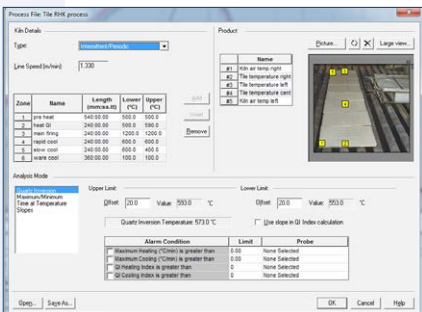 Process File: Tile RHK process
Kiln Details
Type: Intermittent/Periodic
Line Speed (m/min) 1.330
Zone Name Length (mm:ss.tt) Lower (°C) Upper (°C)
1 pre heat 540:00.00 500.0 500.0
2 heat QI 240:00.00 500.0 590.0
3 main firing 240:00.00 1200.0 1200.0
4 rapid cool 240:00.00 600.0 600.0
5 slow cool 240:00.00 600.0 400.0
6 ware cool 360:00.00 100.0 100.0
Add
Insert
Remove
Product
Picture... Large view...
Name
#1 Kiln air temp right
#2 Tile temperature right
#3 Tile temperature left
#4 Tile temperature cent
#5 Kiln air temp left
Analysis Mode
Quartz Inversion
Maximum/Minimum
Time at Temperature
Slopes
Upper Limit:
Offset: 20.0 Value: 593.0 °C
Lower Limit:
Offset: 20.0 Value: 553.0 °C
Quartz Inversion Temperature: 573.0 °C
Use slope in QI Index calculation
Alarm Condition Limit Probe
Maximum Heating (°C/min) is greater than 0.00 None Selected
Maximum Cooling (°C/min) is greater than 0.00 None Selected
QI Heating Index is greater than 0 None Selected
QI Cooling Index is greater than 0 None Selected
Open... Save As... OK Cancel Help